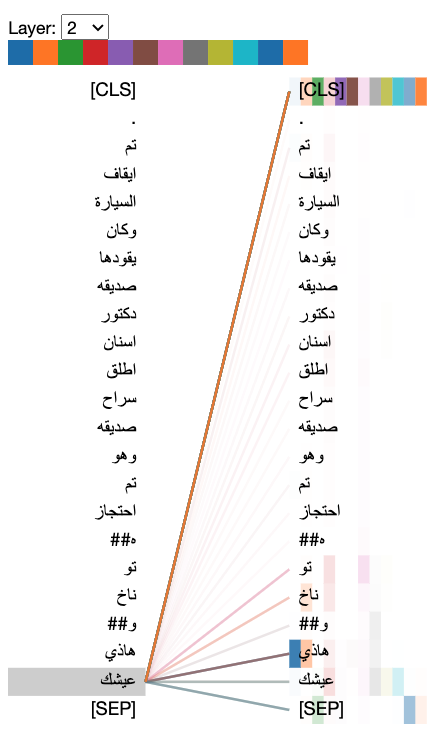 Layer: 2
[CLS] [CLS]
. .
تم تم
ايقاف ايقاف
السيارة السيارة
وكان وكان
يقودها يقودها
صديقه صديقه
دكتور دكتور
اسنان اسنان
اطلق اطلق
سراح سراح
صديقه صديقه
وهو وهو
تم تم
احتجاز احتجاز
##ه ##ه
تو تو
ناخ ناخ
##و ##و
هاذي هاذي
عيشك عيشك
[SEP] [SEP]